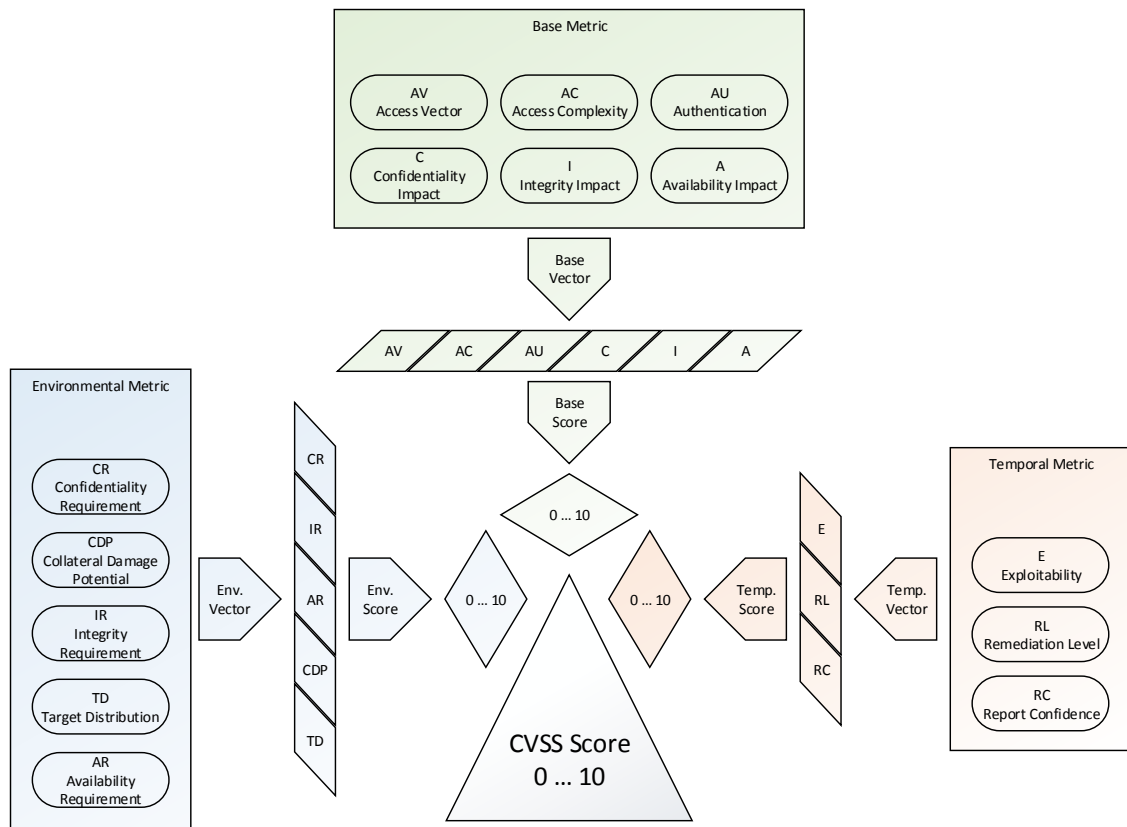 Base Metric
AV
Access Vector
AC
Access Complexity
AU
Authentication
C
Confidentiality
Impact
I
Integrity Impact
A
Availability Impact
Base
Vector
AV
AC
AU
C
I
A
Base
Score
0 ... 10
Environmental Metric
CR
Confidentiality
Requirement
CDP
Collateral Damage
Potential
IR
Integrity
Requirement
TD
Target Distribution
AR
Availability
Requirement
Env.
Vector
CR
IR
AR
CDP
TD
Env.
Score
0 ... 10
Temporal Metric
E
Exploitability
RL
Remediation Level
RC
Report Confidence
Temp.
Vector
E
RL
RC
Temp.
Score
0 ... 10
CVSS Score
0 ... 10